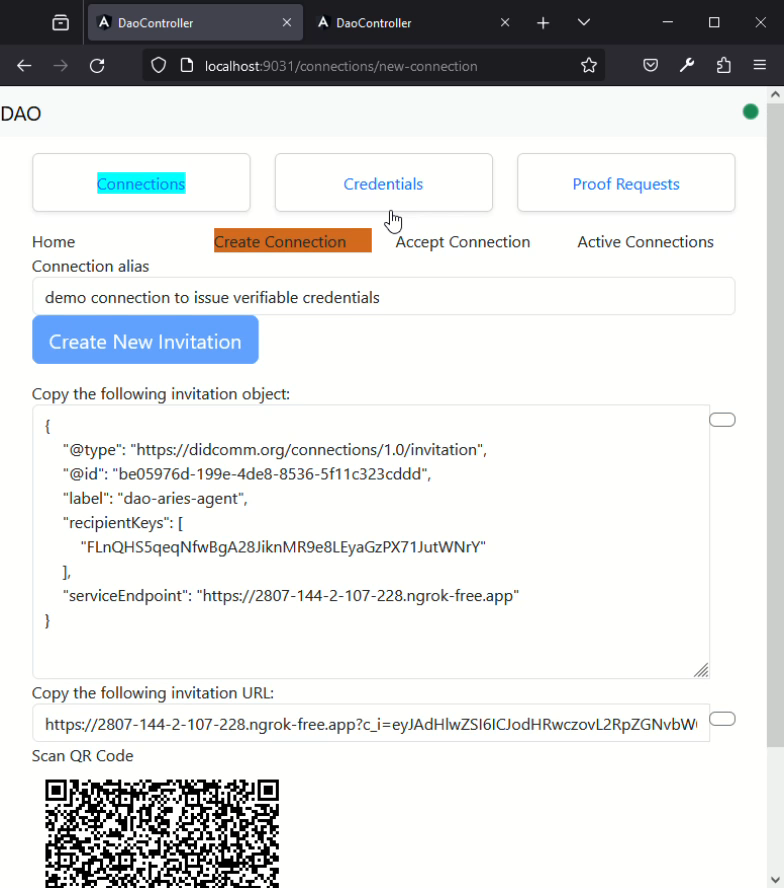 DaoController
DaoController
localhost:9031/connections/new-connection
DAO
Connections
Credentials
Proof Requests
Home
Create Connection
Accept Connection
Active Connections
Connection alias
demo connection to issue verifiable credentials
Create New Invitation
Copy the following invitation object:
{
"@type": "https://didcomm.org/connections/1.0/invitation",
"@id": "be05976d-199e-4de8-8536-5f11c323cddd",
"label": "dao-aries-agent",
"recipientKeys": [
"FLnQHS5qeqNfwBgA28JiknMR9e8LEyaGzPX71JutWNrY"
],
"serviceEndpoint": "https://2807-144-2-107-228.ngrok-free.app"
}
Copy the following invitation URL:
https://2807-144-2-107-228.ngrok-free.app?c_i=eyJAdHlwZSI6ICJodHRwczovL2RpZGNvbW
Scan QR Code